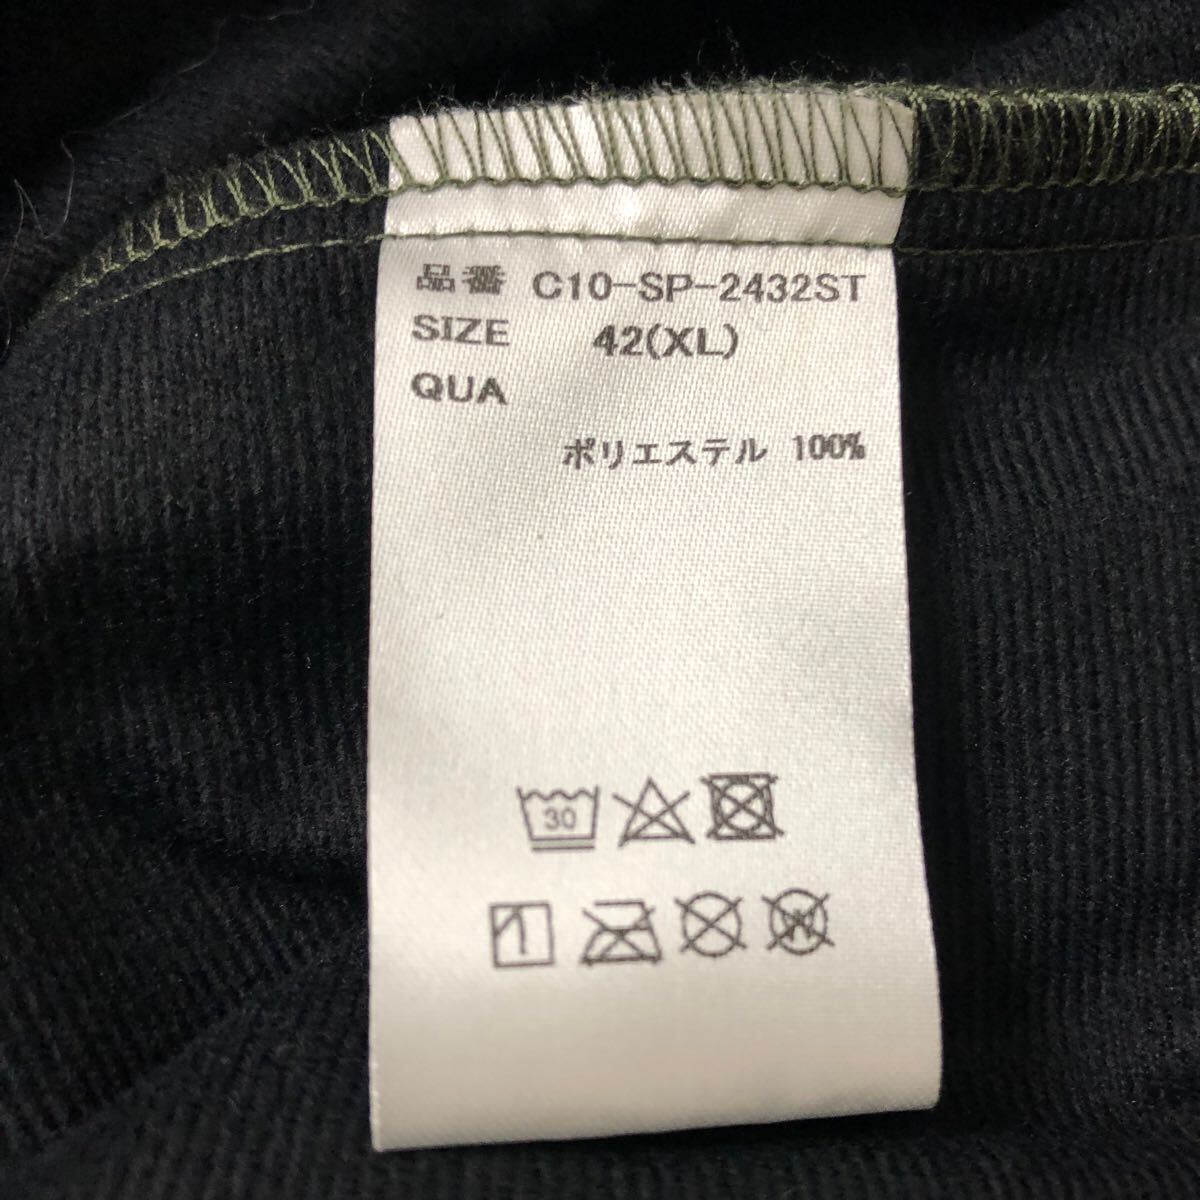 品番 C10-SP-2432ST
SIZE 42(XL)
QUA
ポリエステル 100%
30
W